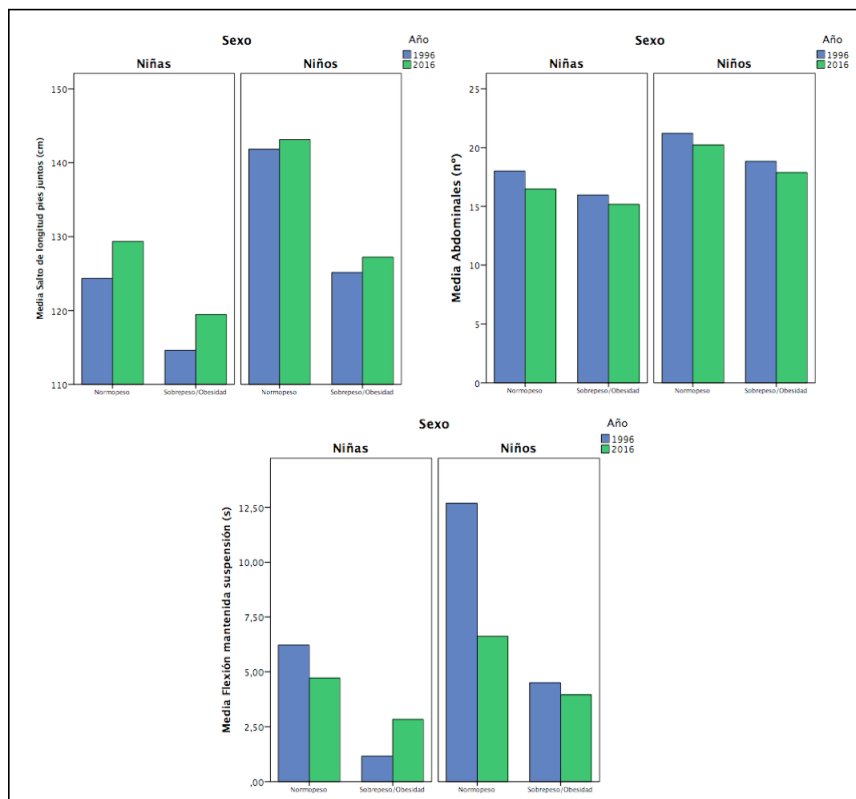 Sexo
Año
1996
2016
Niñas
Niños
Media Salto de longitud pies juntos (cm)
150
140
130
120
110
Normopeso
Sobrepeso/Obesidad
Normopeso
Sobrepeso/Obesidad
Sexo
Año
1996
2016
Niñas
Niños
Media Abdominales (nº)
25
20
15
10
5
0
Normopeso
Sobrepeso/Obesidad
Normopeso
Sobrepeso/Obesidad
Sexo
Año
1996
2016
Niñas
Niños
Media Flexión mantenida suspensión (s)
12,50
10,00
7,50
5,00
2,50
,00
Normopeso
Sobrepeso/Obesidad
Normopeso
Sobrepeso/Obesidad